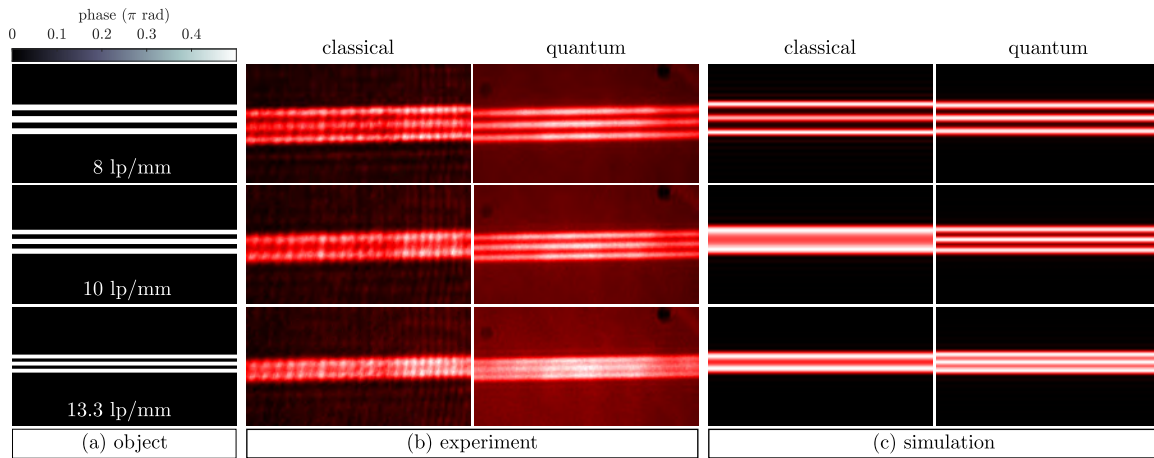 phase (π rad)
0 0.1 0.2 0.3 0.4
classical quantum classical quantum
8 lp/mm
10 lp/mm
13.3 lp/mm
(a) object (b) experiment (c) simulation